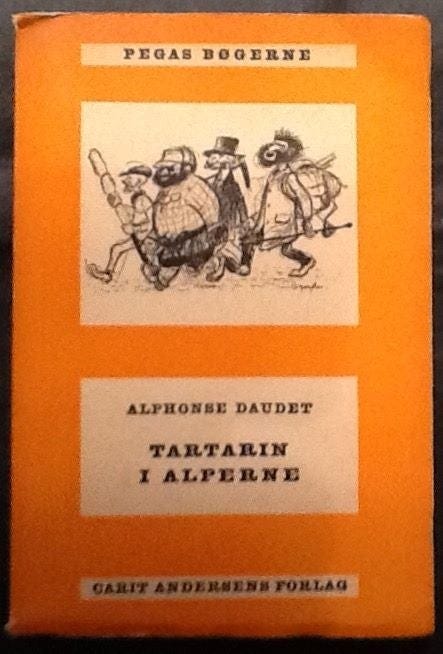 PEGAS BØGERNE
ALPHONSE DAUDET
TARTARIN
I ALPERNE
CARIT ANDERSENS FORLAG